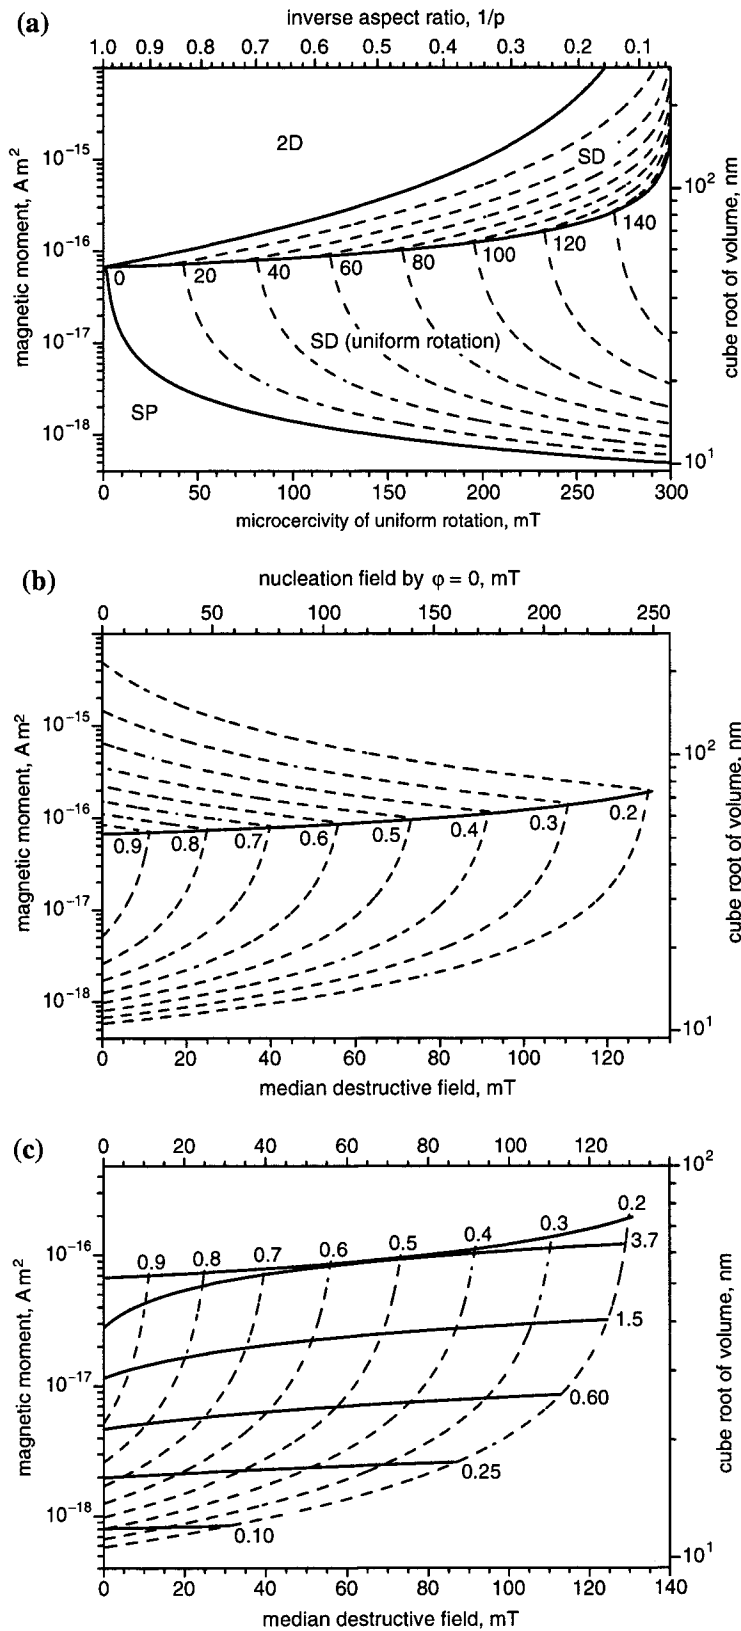 (a)
inverse aspect ratio, 1/p
1.0 0.9 0.8 0.7 0.6 0.5 0.4 0.3 0.2 0.1
magnetic moment, A m²
10⁻¹⁵
10⁻¹⁶
10⁻¹⁷
10⁻¹⁸
2D
SD
0 20 40 60 80 100 120 140
SD (uniform rotation)
SP
10²
10¹
cube root of volume, nm
0 50 100 150 200 250 300
microcercivity of uniform rotation, mT
(b)
nucleation field by φ = 0, mT
0 50 100 150 200 250
magnetic moment, A m²
10⁻¹⁵
10⁻¹⁶
10⁻¹⁷
10⁻¹⁸
0.9 0.8 0.7 0.6 0.5 0.4 0.3 0.2
10²
10¹
cube root of volume, nm
0 20 40 60 80 100 120
median destructive field, mT
(c)
0 20 40 60 80 100 120
magnetic moment, A m²
10⁻¹⁶
10⁻¹⁷
10⁻¹⁸
0.9 0.8 0.7 0.6 0.5 0.4 0.3 0.2
3.7
1.5
0.60
0.25
0.10
10²
10¹
cube root of volume, nm
0 20 40 60 80 100 120 140
median destructive field, mT